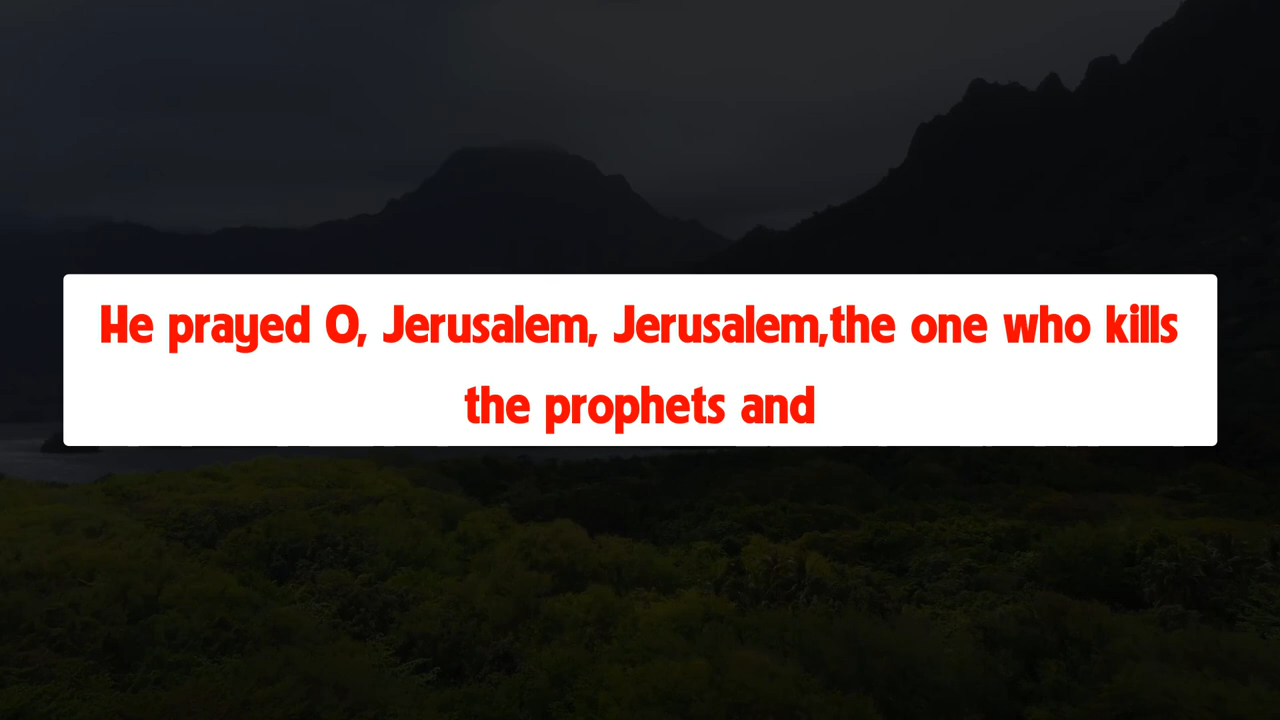 He prayed O, Jerusalem, Jerusalem,the one who kills
the prophets and